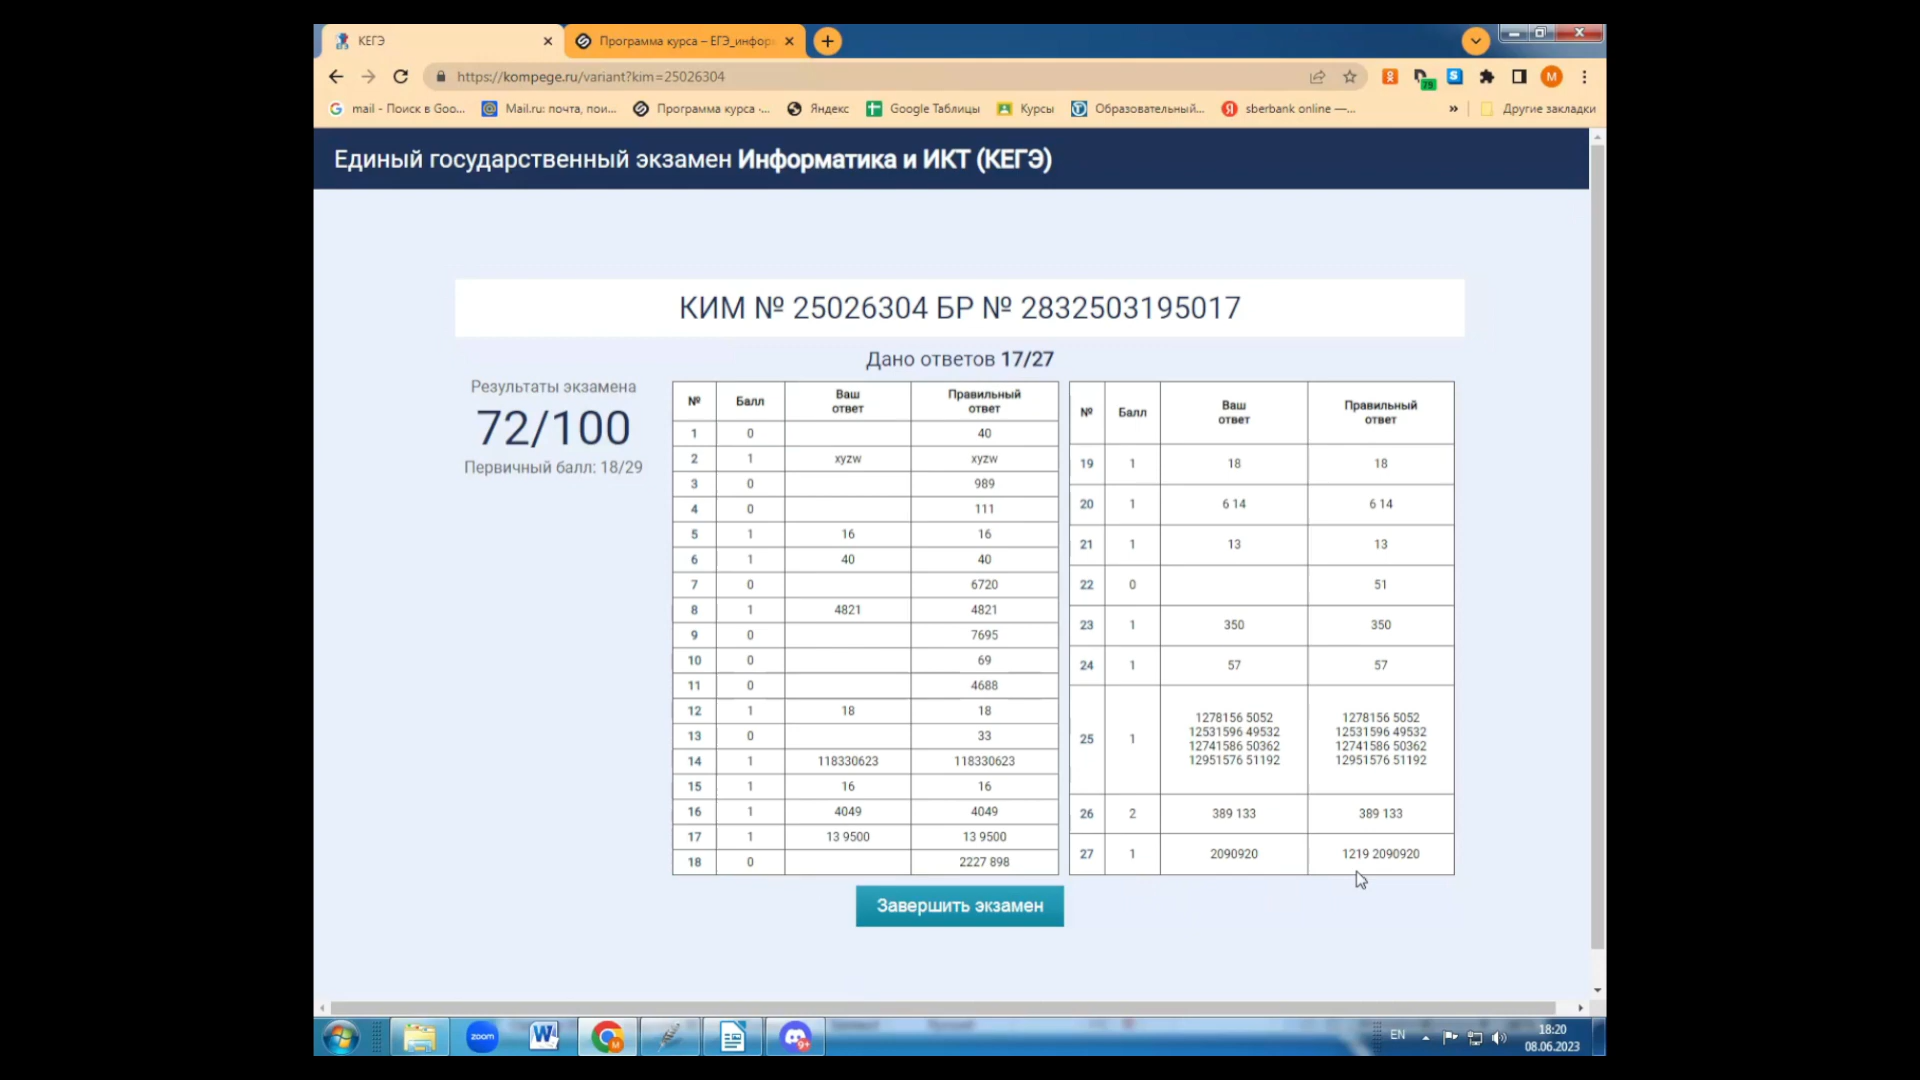 КЕГЭ
Программа курса – ЕГЭ_инфор
https://kompege.ru/variant?kim=25026304
mail - Поиск в Goo...
Mail.ru: почта, пои...
Программа курса -...
Яндекс
Google Таблицы
Курсы
Образовательный...
sberbank online —...
»
Другие закладки
Единый государственный экзамен Информатика и ИКТ (КЕГЭ)
КИМ № 25026304 БР № 2832503195017
Дано ответов 17/27
Результаты экзамена
72/100
Первичный балл: 18/29
№ Балл Ваш ответ Правильный ответ
1 0 40
2 1 xyzw xyzw
3 0 989
4 0 111
5 1 16 16
6 1 40 40
7 0 6720
8 1 4821 4821
9 0 7695
10 0 69
11 0 4688
12 1 18 18
13 0 33
14 1 118330623 118330623
15 1 16 16
16 1 4049 4049
17 1 13 9500 13 9500
18 0 2227 898
№ Балл Ваш ответ Правильный ответ
19 1 18 18
20 1 6 14 6 14
21 1 13 13
22 0 51
23 1 350 350
24 1 57 57
25 1
1278156 5052 1278156 5052
12531596 49532 12531596 49532
12741586 50362 12741586 50362
12951576 51192 12951576 51192
26 2 389 133 389 133
27 1 2090920 1219 2090920
Завершить экзамен
zoom
EN
18:20
08.06.2023